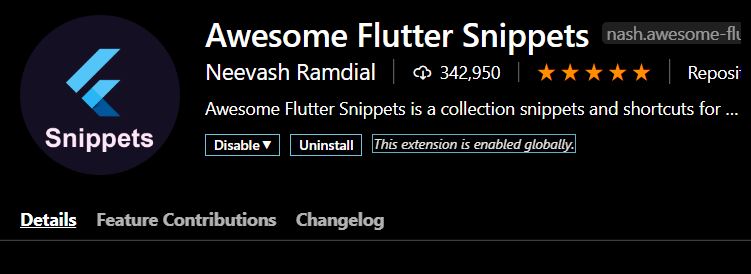 Awesome Flutter Snippets nash.awesome-flu
Neevash Ramdial | 342,950 | ★★★★★ | Reposit
Awesome Flutter Snippets is a collection snippets and shortcuts for ...
Snippets
Disable▼ Uninstall This extension is enabled globally.
Details Feature Contributions Changelog